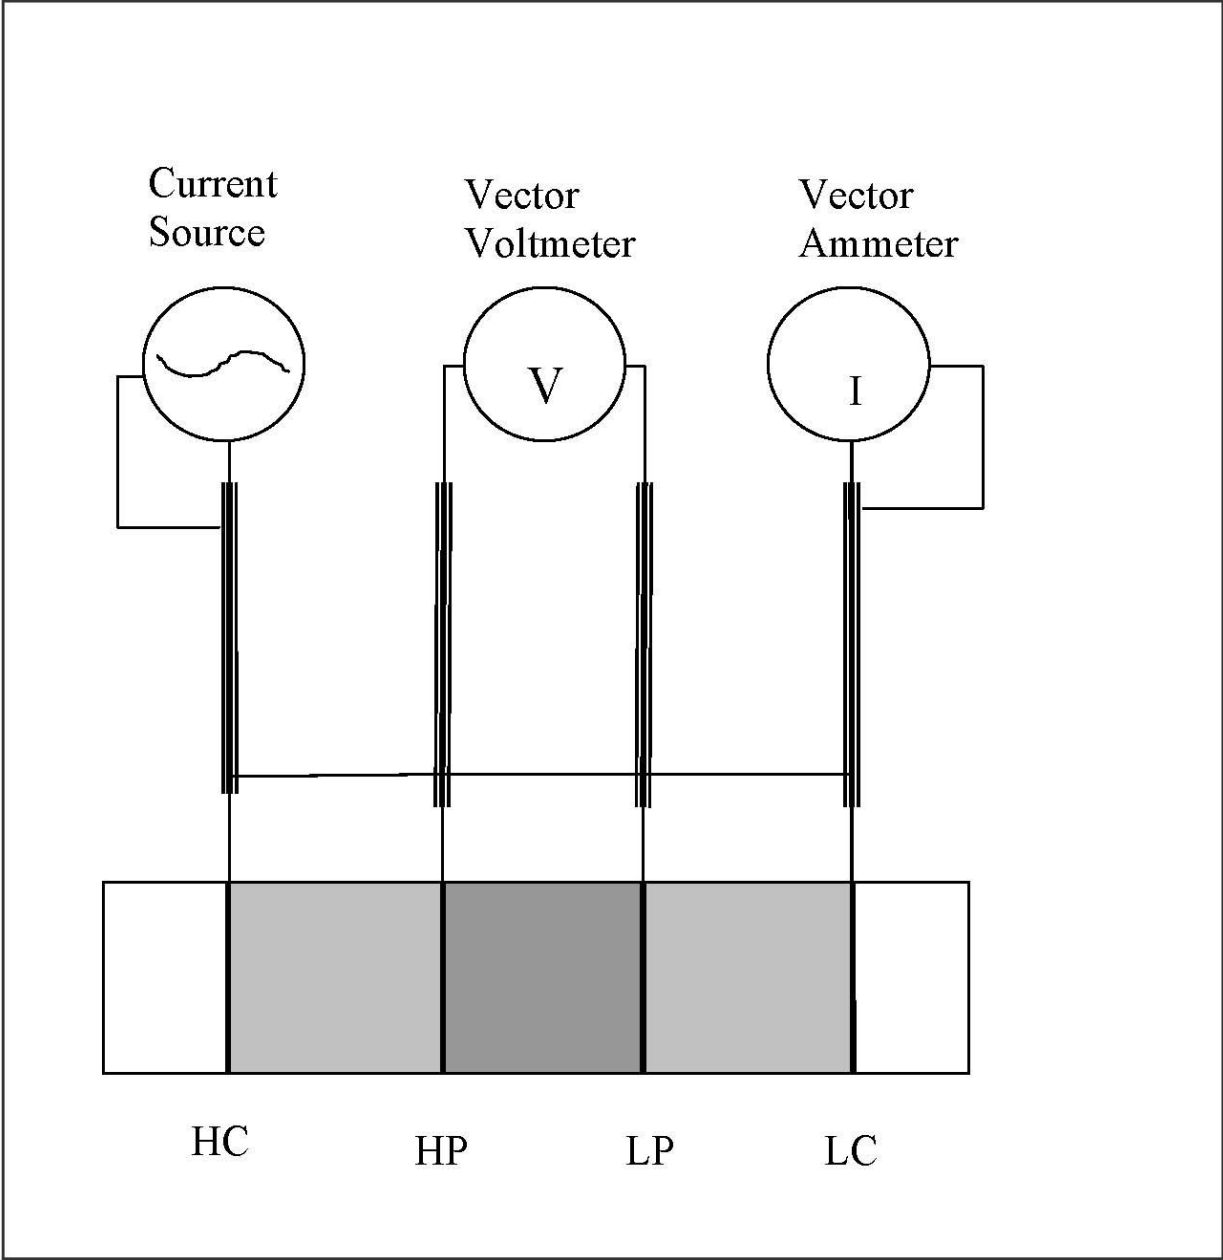 Current
Source
Vector
Voltmeter
Vector
Ammeter
V
I
HC
HP
LP
LC